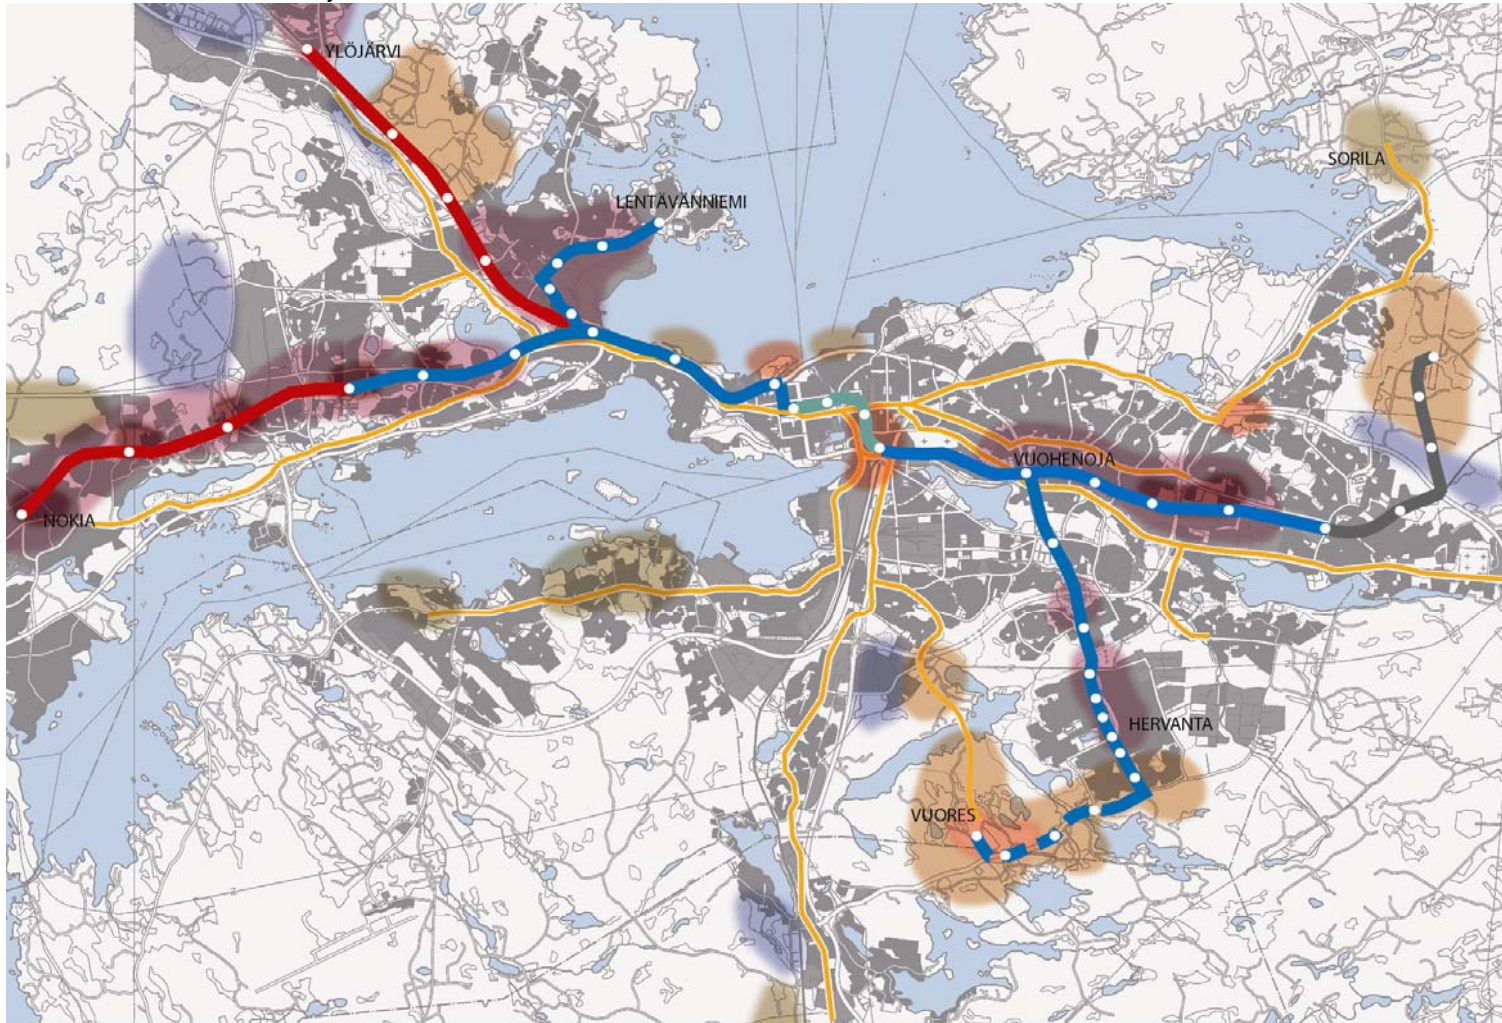 YLÖJÄRVI
SORILA
LENTÄVÄNNIEMI
VUOHENOJA
NOKIA
HERVANTA
VUORES